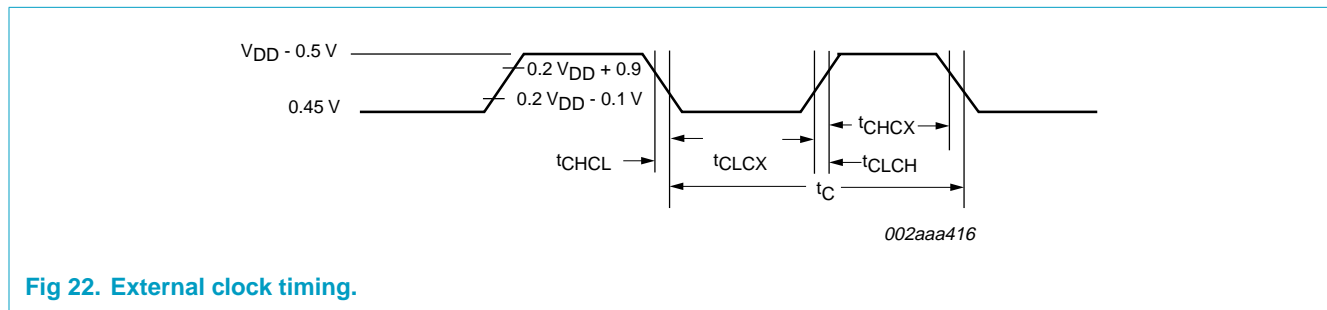 VDD - 0.5 V
0.2 VDD + 0.9
0.2 VDD - 0.1 V
0.45 V
tCHCX
tCHCL
tCLCX
tCLCH
tC
002aaa416
Fig 22. External clock timing.